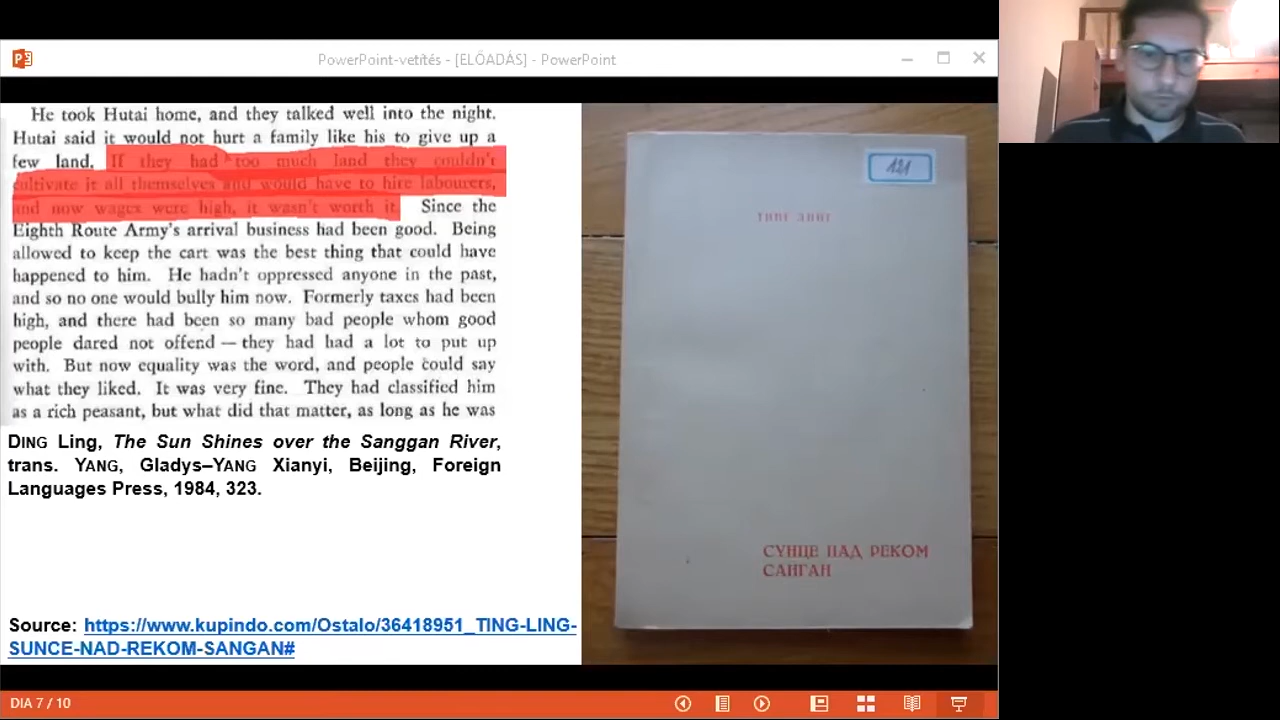 PowerPoint-vetítés - [ELŐADÁS] - PowerPoint
He took Hutai home, and they talked well into the night.
Hutai said it would not hurt a family like his to give up a
few land. If they had too much land they couldn't
cultivate it all themselves and would have to hire labourers,
and now wages were high, it wasn't worth it. Since the
Eighth Route Army's arrival business had been good. Being
allowed to keep the cart was the best thing that could have
happened to him. He hadn't oppressed anyone in the past,
and so no one would bully him now. Formerly taxes had been
high, and there had been so many bad people whom good
people dared not offend — they had had a lot to put up
with. But now equality was the word, and people could say
what they liked. It was very fine. They had classified him
as a rich peasant, but what did that matter, as long as he was
DING Ling, The Sun Shines over the Sanggan River,
trans. YANG, Gladys–YANG Xianyi, Beijing, Foreign
Languages Press, 1984, 323.
Source: https://www.kupindo.com/Ostalo/36418951_TING-LING-
SUNCE-NAD-REKOM-SANGAN#
121
ТИНГ ЛИНГ
СУНЦЕ НАД РЕКОМ
САНГАН
DIA 7 / 10